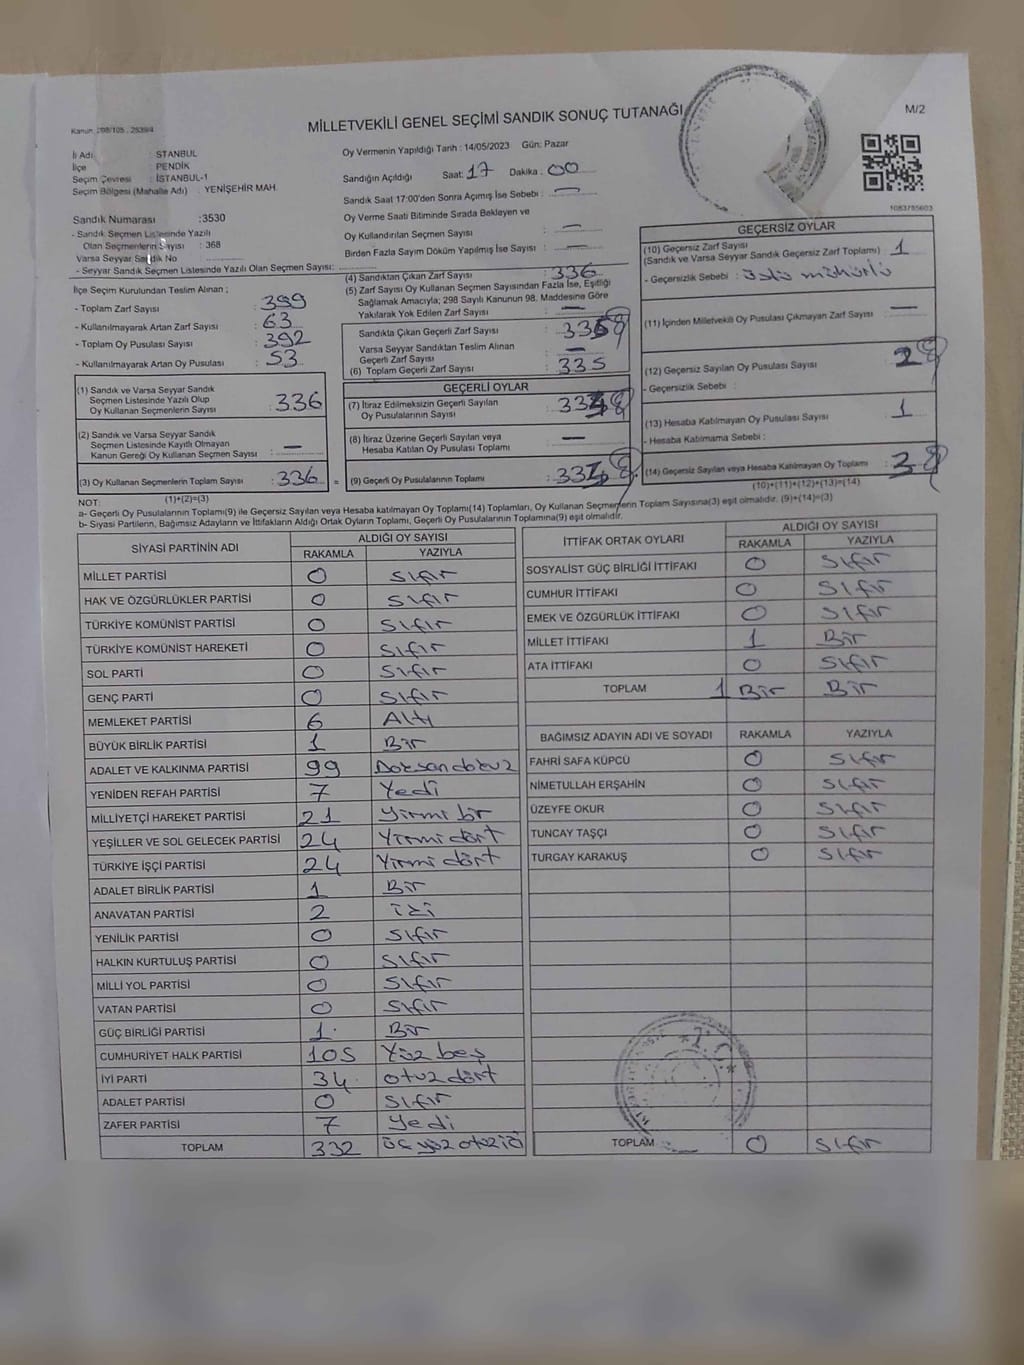 Kanun: 298/105 , 2839/4
MİLLETVEKİLİ GENEL SEÇİMİ SANDIK SONUÇ TUTANAĞI
M/2
İli Adı : STANBUL
İlçe : PENDİK
Seçim Çevresi : İSTANBUL-1
Seçim Bölgesi (Mahalle Adı) : YENİŞEHİR MAH.
Sandık Numarası :3530
- Sandık Seçmen Listesinde Yazılı
Olan Seçmenlerin Sayısı : 368
Varsa Seyyar Sandık No
- Seyyar Sandık Seçmen Listesinde Yazılı Olan Seçmen Sayısı:
Oy Vermenin Yapıldığı Tarih : 14/05/2023 Gün: Pazar
Sandığın Açıldığı Saat: 17 Dakika : 00
Sandık Saat 17:00'den Sonra Açılmış İse Sebebi : —
Oy Verme Saati Bitiminde Sırada Bekleyen ve
Oy Kullandırılan Seçmen Sayısı : —
Birden Fazla Sayım Döküm Yapılmış İse Sayısı : —
1083785603
İlçe Seçim Kurulundan Teslim Alınan ;
- Toplam Zarf Sayısı : 399
- Kullanılmayarak Artan Zarf Sayısı : 63
- Toplam Oy Pusulası Sayısı : 392
- Kullanılmayarak Artan Oy Pusulası : 53
(1) Sandık ve Varsa Seyyar Sandık
Seçmen Listesinde Yazılı Olup
Oy Kullanan Seçmenlerin Sayısı : 336
(2) Sandık ve Varsa Seyyar Sandık
Seçmen Listesinde Kayıtlı Olmayan
Kanun Gereği Oy Kullanan Seçmen Sayısı : —
(3) Oy Kullanan Seçmenlerin Toplam Sayısı : 336 =
(1)+(2)=(3)
(4) Sandıktan Çıkan Zarf Sayısı : 336
(5) Zarf Sayısı Oy Kullanan Seçmen Sayısından Fazla İse, Eşitliği
Sağlamak Amacıyla; 298 Sayılı Kanunun 98. Maddesine Göre
Yakılarak Yok Edilen Zarf Sayısı : —
Sandıkta Çıkan Geçerli Zarf Sayısı :
Varsa Seyyar Sandıktan Teslim Alınan
Geçerli Zarf Sayısı : —
(6) Toplam Geçerli Zarf Sayısı : 335
GEÇERLİ OYLAR
(7) İtiraz Edilmeksizin Geçerli Sayılan
Oy Pusulalarının Sayısı :
(8) İtiraz Üzerine Geçerli Sayılan veya
Hesaba Katılan Oy Pusulası Toplamı : —
(9) Geçerli Oy Pusulalarının Toplamı :
GEÇERSİZ OYLAR
(10) Geçersiz Zarf Sayısı
(Sandık ve Varsa Seyyar Sandık Geçersiz Zarf Toplamı) : 1
- Geçersizlik Sebebi : üstü mühürlü
(11) İçinden Milletvekili Oy Pusulası Çıkmayan Zarf Sayısı : —
(12) Geçersiz Sayılan Oy Pusulası Sayısı : 2
- Geçersizlik Sebebi :
(13) Hesaba Katılmayan Oy Pusulası Sayısı : 1
- Hesaba Katılmama Sebebi :
(14) Geçersiz Sayılan veya Hesaba Katılmayan Oy Toplamı : 3
(10)+(11)+(12)+(13)=(14)
NOT:
a- Geçerli Oy Pusulalarının Toplamı(9) ile Geçersiz Sayılan veya Hesaba katılmayan Oy Toplamı(14) Toplamları, Oy Kullanan Seçmenlerin Toplam Sayısına(3) eşit olmalıdır. (9)+(14)=(3)
b- Siyasi Partilerin, Bağımsız Adayların ve İttifakların Aldığı Ortak Oyların Toplamı, Geçerli Oy Pusulalarının Toplamına(9) eşit olmalıdır.
SİYASİ PARTİNİN ADI ALDIĞI OY SAYISI
RAKAMLA YAZIYLA
MİLLET PARTİSİ 0 Sıfır
HAK VE ÖZGÜRLÜKLER PARTİSİ 0 Sıfır
TÜRKİYE KOMÜNİST PARTİSİ 0 Sıfır
TÜRKİYE KOMÜNİST HAREKETİ 0 Sıfır
SOL PARTİ 0 Sıfır
GENÇ PARTİ 0 Sıfır
MEMLEKET PARTİSİ 6 Altı
BÜYÜK BİRLİK PARTİSİ 1 Bir
ADALET VE KALKINMA PARTİSİ 99 Doksandokuz
YENİDEN REFAH PARTİSİ 7 Yedi
MİLLİYETÇİ HAREKET PARTİSİ 21 Yirmi bir
YEŞİLLER VE SOL GELECEK PARTİSİ 24 Yirmi dört
TÜRKİYE İŞÇİ PARTİSİ 24 Yirmi dört
ADALET BİRLİK PARTİSİ 1 Bir
ANAVATAN PARTİSİ 2 iki
YENİLİK PARTİSİ 0 Sıfır
HALKIN KURTULUŞ PARTİSİ 0 Sıfır
MİLLİ YOL PARTİSİ 0 Sıfır
VATAN PARTİSİ 0 Sıfır
GÜÇ BİRLİĞİ PARTİSİ 1 Bir
CUMHURİYET HALK PARTİSİ 105 Yüz beş
İYİ PARTİ 34 otuz dört
ADALET PARTİSİ 0 Sıfır
ZAFER PARTİSİ 7 Yedi
TOPLAM 332 üç yüz otuziki
İTTİFAK ORTAK OYLARI ALDIĞI OY SAYISI
RAKAMLA YAZIYLA
SOSYALİST GÜÇ BİRLİĞİ İTTİFAKI 0 Sıfır
CUMHUR İTTİFAKI 0 Sıfır
EMEK VE ÖZGÜRLÜK İTTİFAKI 0 Sıfır
MİLLET İTTİFAKI 1 Bir
ATA İTTİFAKI 0 Sıfır
TOPLAM 1 Bir Bir
BAĞIMSIZ ADAYIN ADI VE SOYADI RAKAMLA YAZIYLA
FAHRİ SAFA KÜPCÜ 0 Sıfır
NİMETULLAH ERŞAHİN 0 Sıfır
ÜZEYFE OKUR 0 Sıfır
TUNCAY TAŞÇI 0 Sıfır
TURGAY KARAKUŞ 0 Sıfır
TOPLAM 0 Sıfır